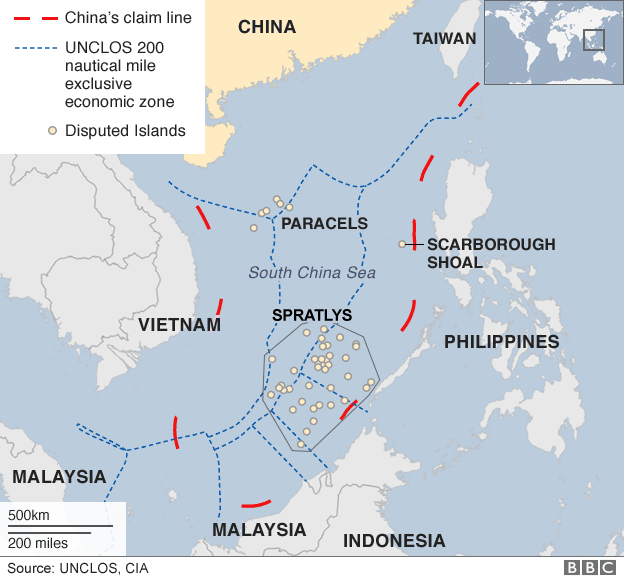 China's claim line
UNCLOS 200
nautical mile
exclusive
economic zone
Disputed Islands
CHINA
TAIWAN
PARACELS
SCARBOROUGH
SHOAL
South China Sea
SPRATLYS
VIETNAM
PHILIPPINES
MALAYSIA
MALAYSIA
INDONESIA
500km
200 miles
Source: UNCLOS, CIA
BBC